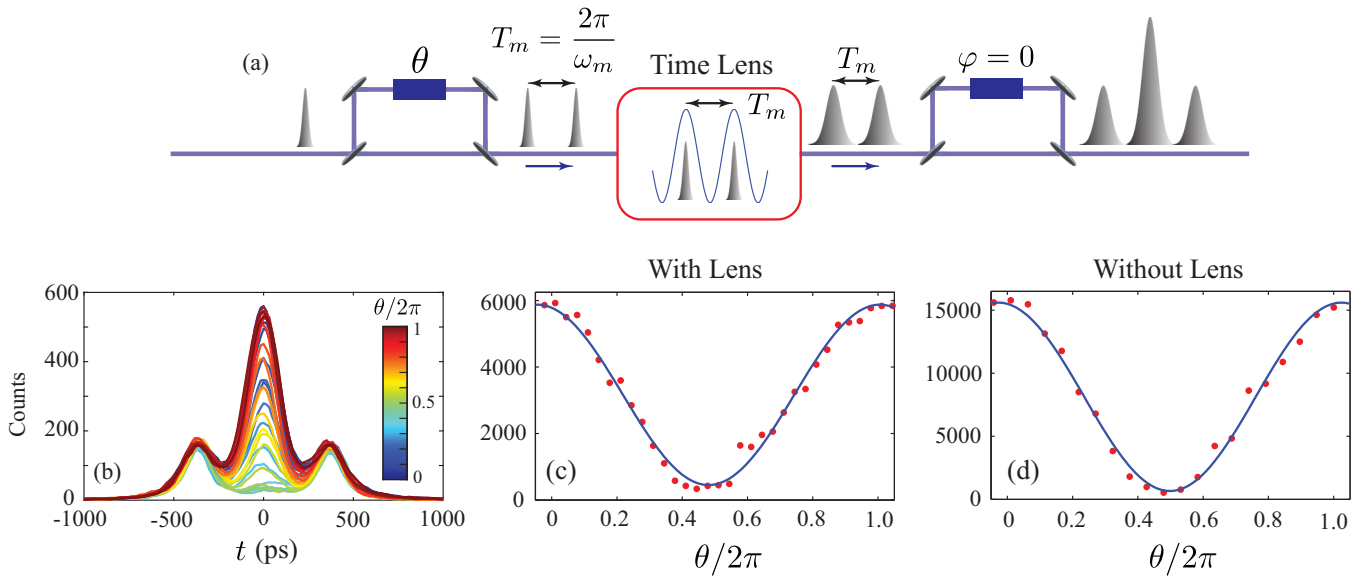 (a)
θ
T_m = 2π/ω_m
Time Lens
T_m
T_m
φ = 0
600
400
200
0
Counts
(b)
θ/2π
1
0.5
0
-1000 -500 0 500 1000
t (ps)
With Lens
6000
4000
2000
0
(c)
0 0.2 0.4 0.6 0.8 1.0
θ/2π
Without Lens
15000
10000
5000
0
(d)
0 0.2 0.4 0.6 0.8 1.0
θ/2π